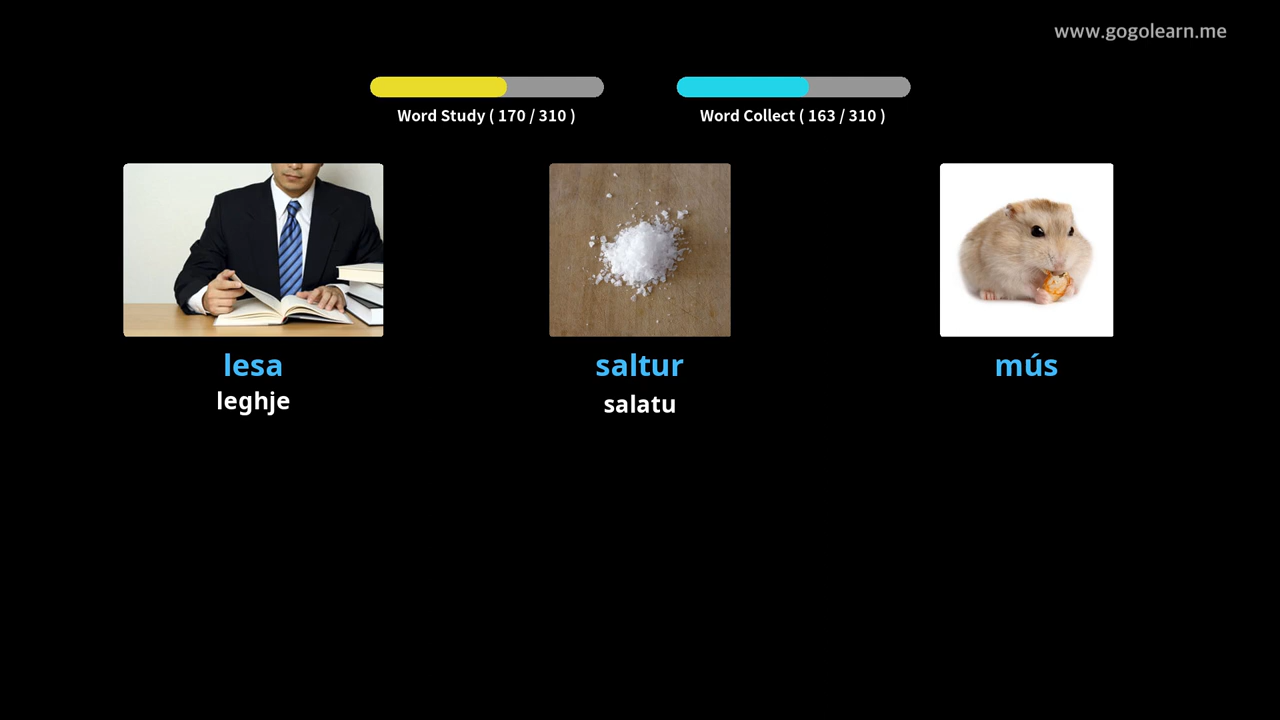 www.gogolearn.me
Word Study ( 170 / 310 )
Word Collect ( 163 / 310 )
lesa
leghje
saltur
salatu
mús